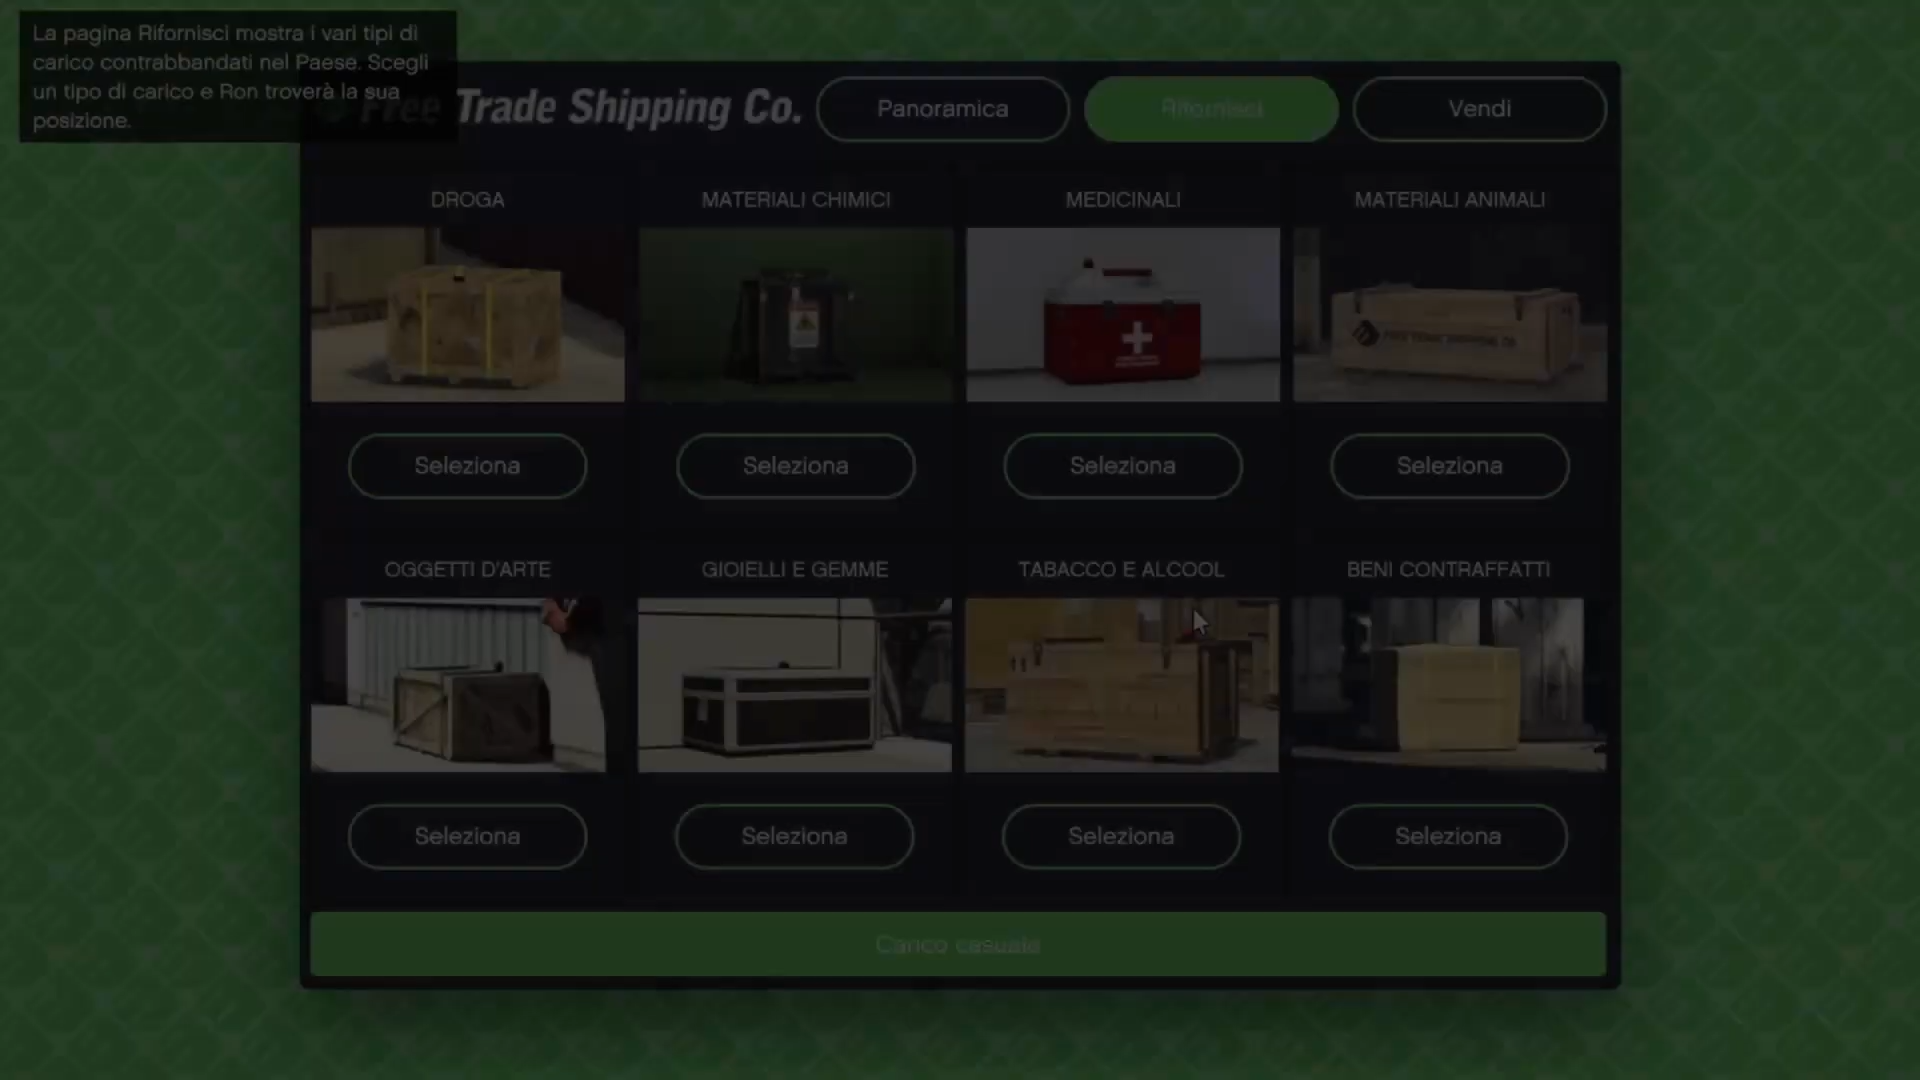 La pagina Rifornisci mostra i vari tipi di
carico contrabbandati nel Paese. Scegli
un tipo di carico e Ron troverà la sua
posizione.
Free Trade Shipping Co.
Panoramica
Rifornisci
Vendi
DROGA
MATERIALI CHIMICI
MEDICINALI
MATERIALI ANIMALI
Seleziona
Seleziona
Seleziona
Seleziona
OGGETTI D'ARTE
GIOIELLI E GEMME
TABACCO E ALCOOL
BENI CONTRAFFATTI
Seleziona
Seleziona
Seleziona
Seleziona
Carico casuale